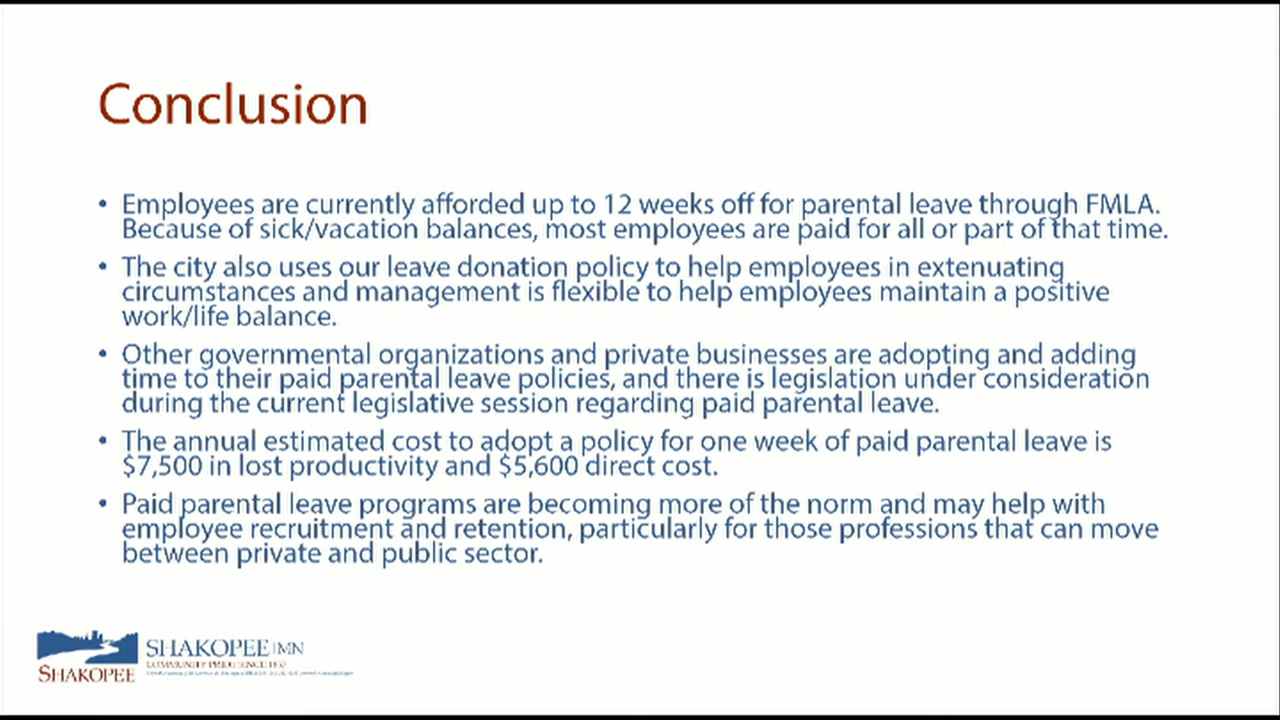 Conclusion
• Employees are currently afforded up to 12 weeks off for parental leave through FMLA.
Because of sick/vacation balances, most employees are paid for all or part of that time.
• The city also uses our leave donation policy to help employees in extenuating
circumstances and management is flexible to help employees maintain a positive
work/life balance.
• Other governmental organizations and private businesses are adopting and adding
time to their paid parental leave policies, and there is legislation under consideration
during the current legislative session regarding paid parental leave.
• The annual estimated cost to adopt a policy for one week of paid parental leave is
$7,500 in lost productivity and $5,600 direct cost.
• Paid parental leave programs are becoming more of the norm and may help with
employee recruitment and retention, particularly for those professions that can move
between private and public sector.
SHAKOPEE
SHAKOPEE | MN
COMMUNITY PRIDE SINCE 1857